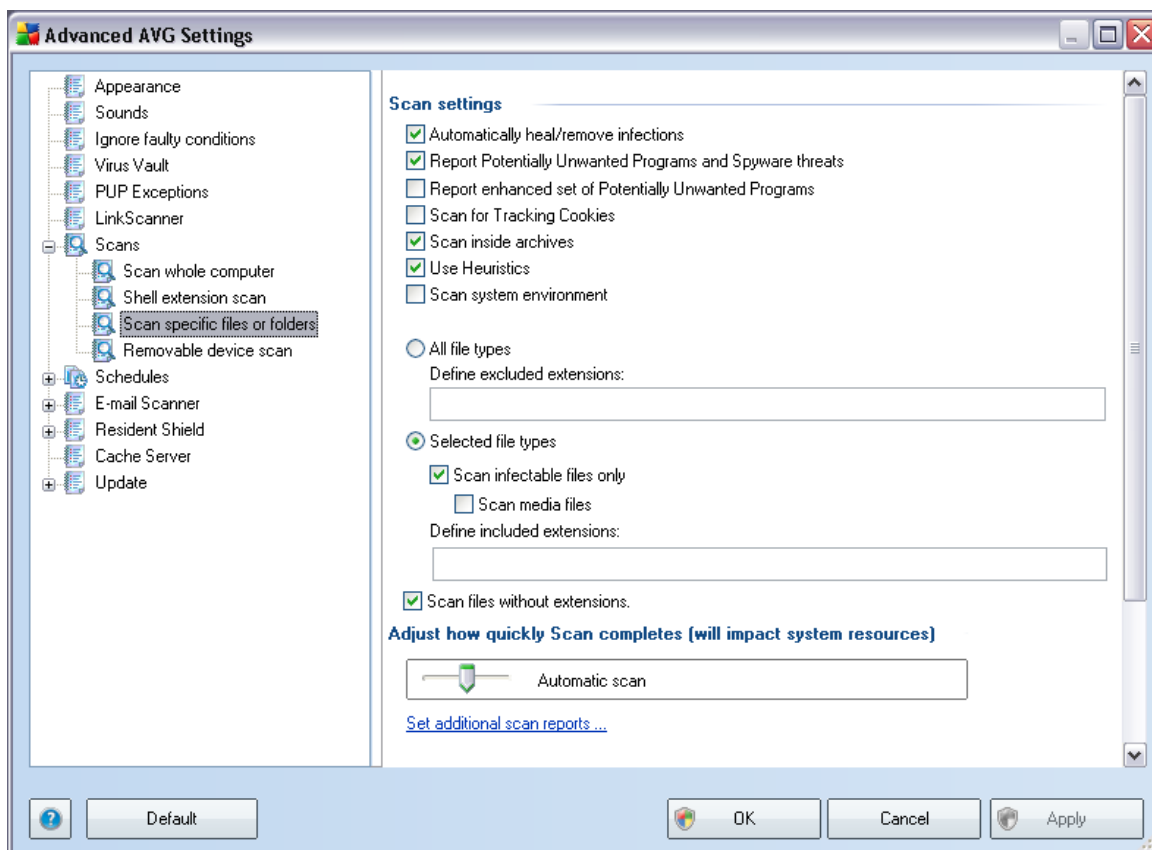 Advanced AVG Settings
Appearance
Sounds
Ignore faulty conditions
Virus Vault
PUP Exceptions
LinkScanner
Scans
Scan whole computer
Shell extension scan
Scan specific files or folders
Removable device scan
Schedules
E-mail Scanner
Resident Shield
Cache Server
Update
Scan settings
Automatically heal/remove infections
Report Potentially Unwanted Programs and Spyware threats
Report enhanced set of Potentially Unwanted Programs
Scan for Tracking Cookies
Scan inside archives
Use Heuristics
Scan system environment
All file types
Define excluded extensions:
Selected file types
Scan infectable files only
Scan media files
Define included extensions:
Scan files without extensions.
Adjust how quickly Scan completes (will impact system resources)
Automatic scan
Set additional scan reports ...
?
Default
OK
Cancel
Apply